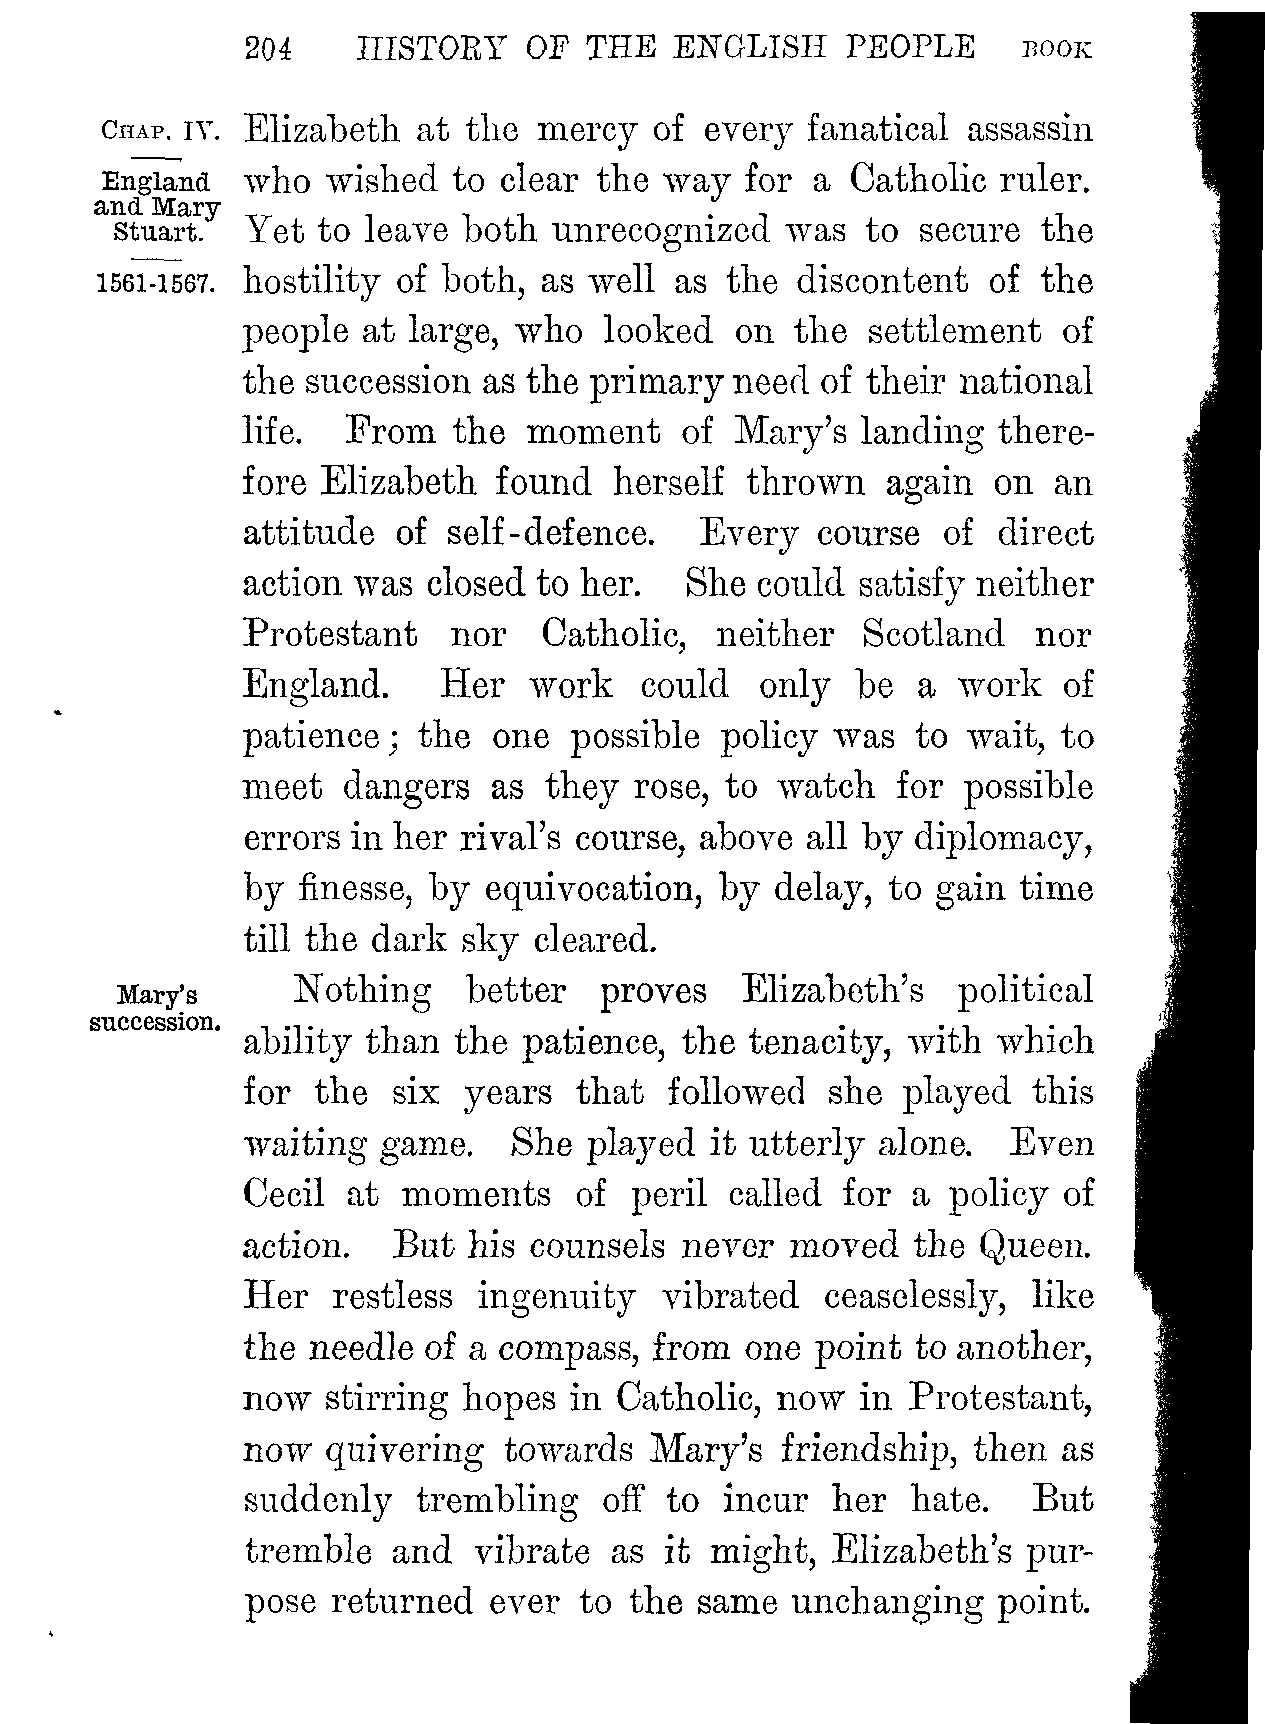 204 HISTORY OF THE ENGLISH PEOPLE BOOK
CHAP. IV.
England
and Mary
Stuart.
1561-1567.
Elizabeth at the mercy of every fanatical assassin
who wished to clear the way for a Catholic ruler.
Yet to leave both unrecognized was to secure the
hostility of both, as well as the discontent of the
people at large, who looked on the settlement of
the succession as the primary need of their national
life. From the moment of Mary's landing there-
fore Elizabeth found herself thrown again on an
attitude of self-defence. Every course of direct
action was closed to her. She could satisfy neither
Protestant nor Catholic, neither Scotland nor
England. Her work could only be a work of
patience; the one possible policy was to wait, to
meet dangers as they rose, to watch for possible
errors in her rival's course, above all by diplomacy,
by finesse, by equivocation, by delay, to gain time
till the dark sky cleared.
Mary's
succession.
Nothing better proves Elizabeth's political
ability than the patience, the tenacity, with which
for the six years that followed she played this
waiting game. She played it utterly alone. Even
Cecil at moments of peril called for a policy of
action. But his counsels never moved the Queen.
Her restless ingenuity vibrated ceaselessly, like
the needle of a compass, from one point to another,
now stirring hopes in Catholic, now in Protestant,
now quivering towards Mary's friendship, then as
suddenly trembling off to incur her hate. But
tremble and vibrate as it might, Elizabeth's pur-
pose returned ever to the same unchanging point.